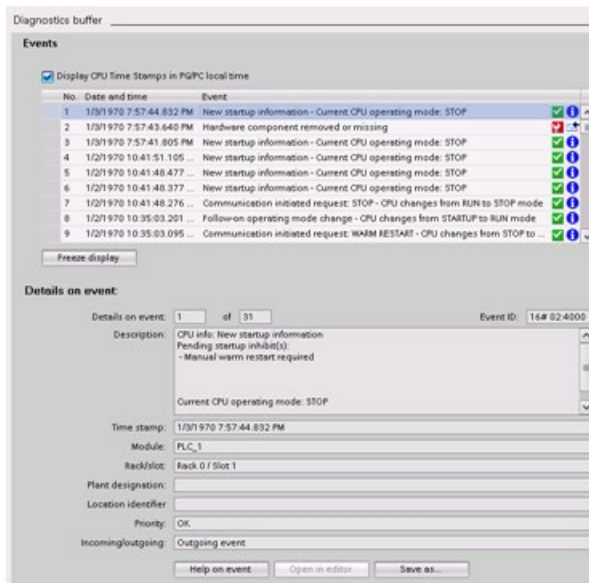 Diagnostics buffer
Events
Display CPU Time Stamps in PG/PC local time
No. Date and time Event
1 1/3/1970 7:57:44.832 PM New startup information - Current CPU operating mode: STOP
2 1/3/1970 7:57:43.640 PM Hardware component removed or missing
3 1/3/1970 7:57:41.805 PM New startup information - Current CPU operating mode: STOP
4 1/2/1970 10:41:51.105 ... New startup information - Current CPU operating mode: STOP
5 1/2/1970 10:41:48.477 ... New startup information - Current CPU operating mode: STOP
6 1/2/1970 10:41:48.377 ... New startup information - Current CPU operating mode: STOP
7 1/2/1970 10:41:48.276 ... Communication initiated request: STOP - CPU changes from RUN to STOP mode
8 1/2/1970 10:35:03.201 ... Follow-on operating mode change - CPU changes from STARTUP to RUN mode
9 1/2/1970 10:35:03.095 ... Communication initiated request: WARM RESTART - CPU changes from STOP to ...
Freeze display
Details on event:
Details on event: 1 of 31 Event ID: 16# 02:4000
Description: CPU info: New startup information
Pending startup inhibit(s):
- Manual warm restart required
Current CPU operating mode: STOP
Time stamp: 1/3/1970 7:57:44.832 PM
Module: PLC_1
Rack/slot: Rack 0 / Slot 1
Plant designation:
Location identifier
Priority: OK
Incoming/outgoing: Outgoing event
Help on event Open in editor Save as...